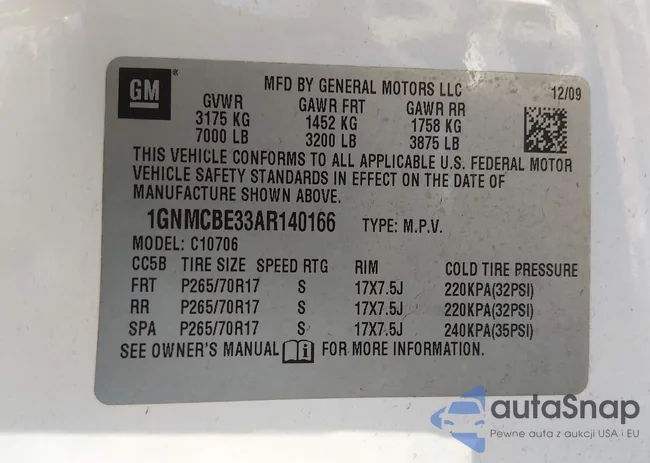 GM
MFD BY GENERAL MOTORS LLC 12/09
GVWR GAWR FRT GAWR RR
3175 KG 1452 KG 1758 KG
7000 LB 3200 LB 3875 LB
THIS VEHICLE CONFORMS TO ALL APPLICABLE U.S. FEDERAL MOTOR
VEHICLE SAFETY STANDARDS IN EFFECT ON THE DATE OF
MANUFACTURE SHOWN ABOVE.
1GNMCBE33AR140166 TYPE: M.P.V.
MODEL: C10706
CC5B TIRE SIZE SPEED RTG RIM COLD TIRE PRESSURE
FRT P265/70R17 S 17X7.5J 220KPA(32PSI)
RR P265/70R17 S 17X7.5J 220KPA(32PSI)
SPA P265/70R17 S 17X7.5J 240KPA(35PSI)
SEE OWNER'S MANUAL FOR MORE INFORMATION.
autaSnap
Pewne auta z aukcji USA i EU